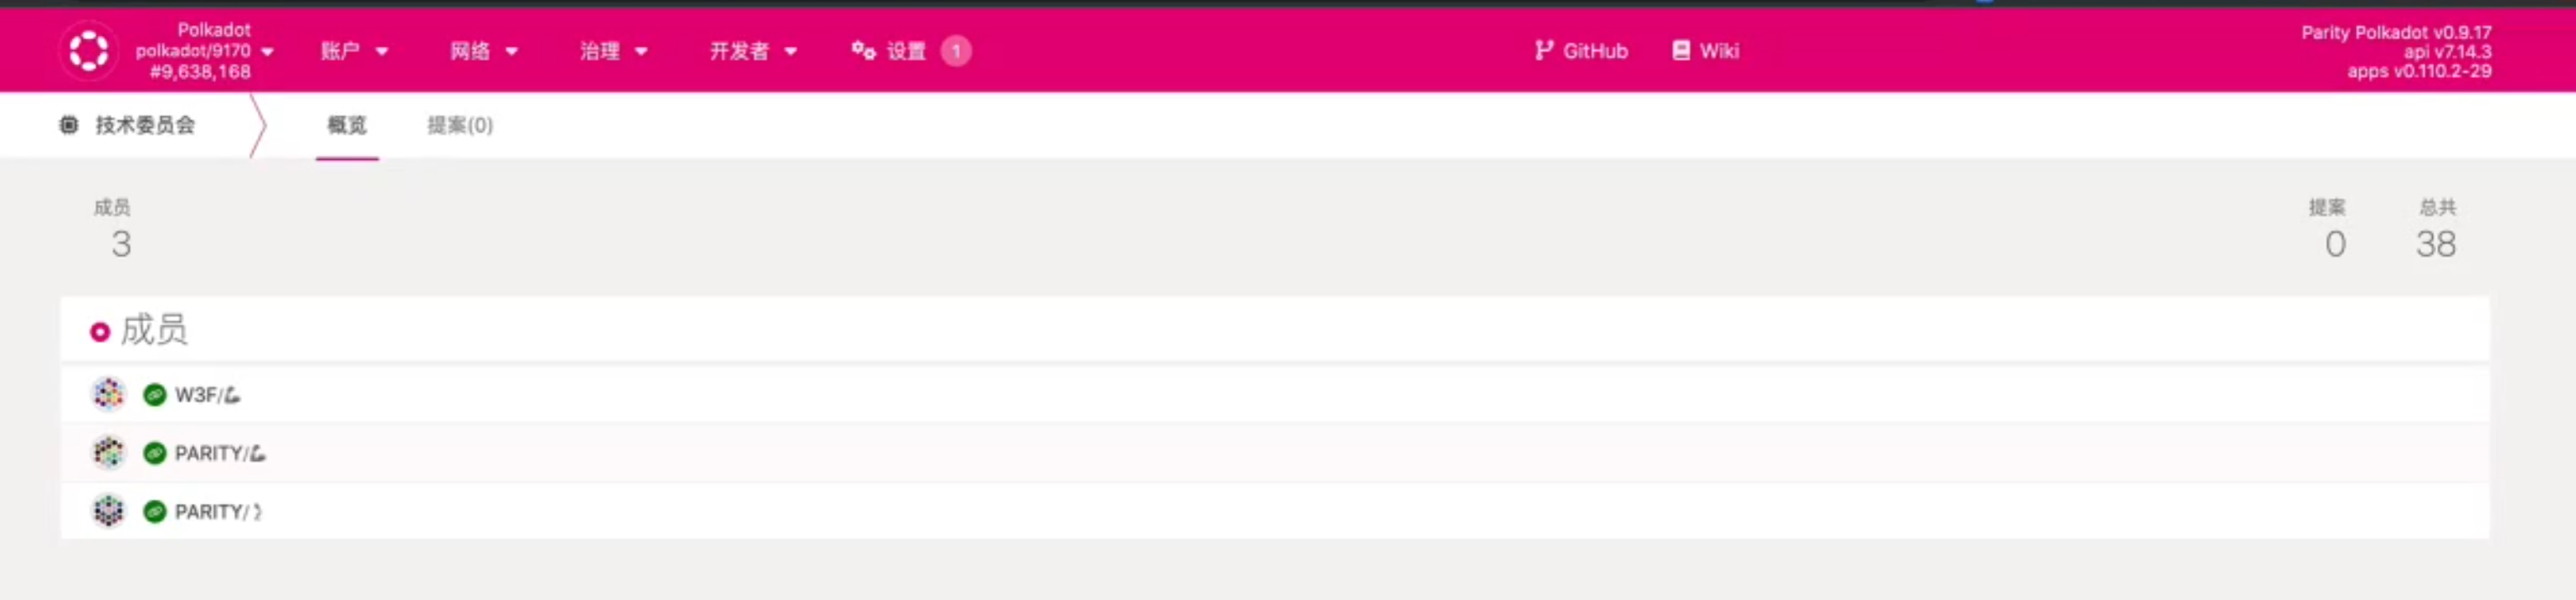 Polkadot
polkadot/9170
#9,638,168
账户
网络
治理
开发者
设置 1
GitHub
Wiki
Parity Polkadot v0.9.17
api v7.14.3
apps v0.110.2-29
技术委员会
概览
提案(0)
成员
3
提案
0
总共
38
成员
W3F/💪
PARITY/💪
PARITY/